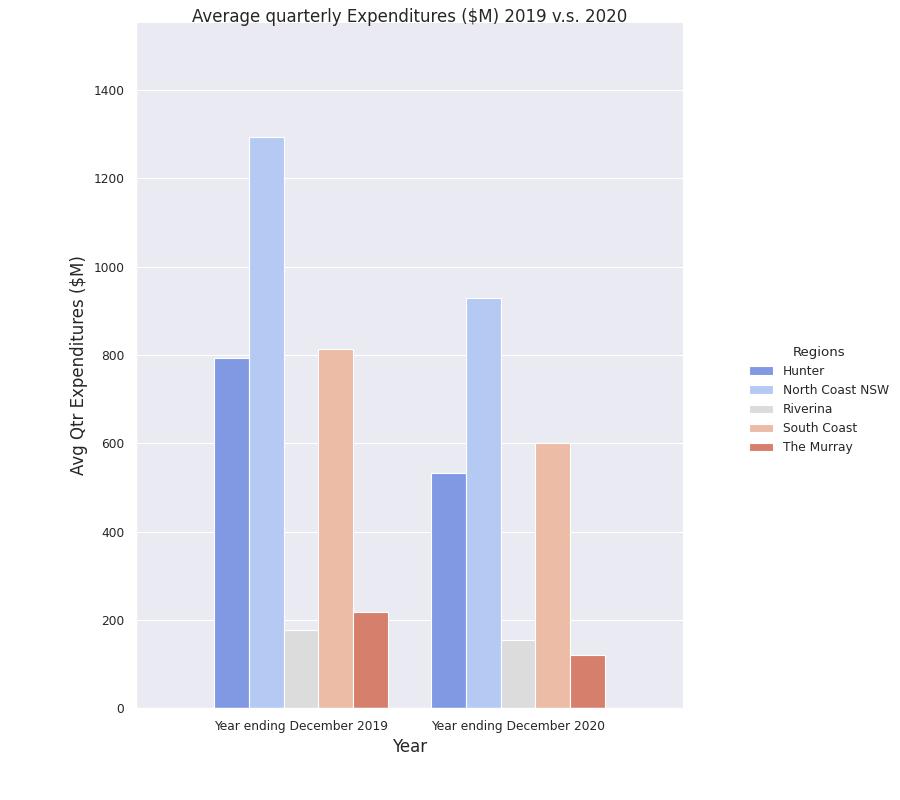 Average quarterly Expenditures ($M) 2019 v.s. 2020
1400
1200
1000
800
600
400
200
0
Avg Qtr Expenditures ($M)
Year ending December 2019
Year ending December 2020
Year
Regions
Hunter
North Coast NSW
Riverina
South Coast
The Murray